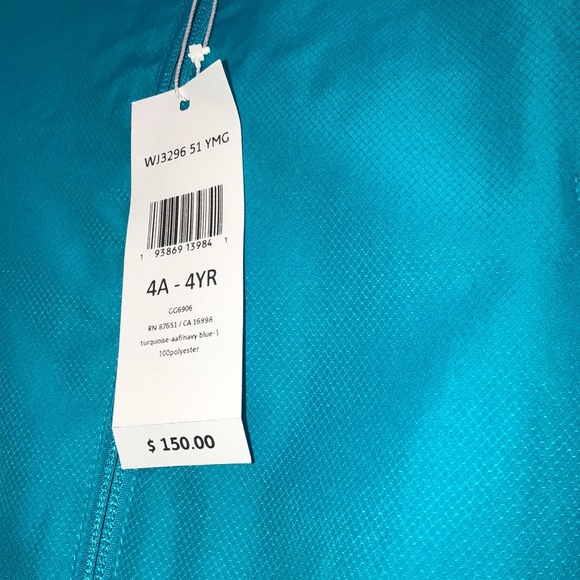 WJ3296 51 YMG
1 93869 13984 1
4A - 4YR
GG6906
RN 87651 / CA 16998
turquoise-aaf/navy blue-1
100polyester
$ 150.00